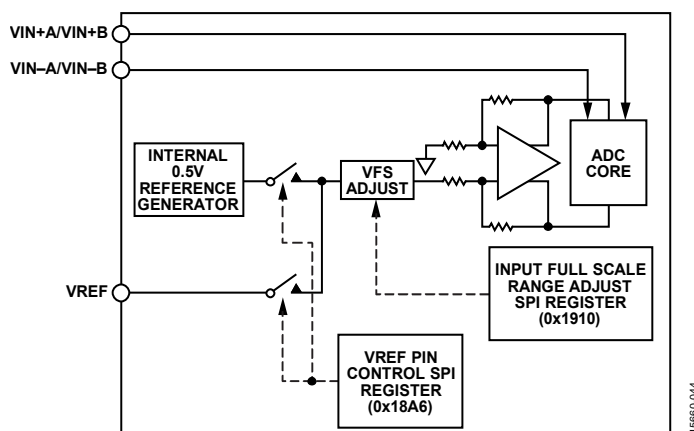 VIN+A/VIN+B
VIN–A/VIN–B
INTERNAL
0.5V
REFERENCE
GENERATOR
VFS
ADJUST
ADC
CORE
INPUT FULL SCALE
RANGE ADJUST
SPI REGISTER
(0x1910)
VREF
VREF PIN
CONTROL SPI
REGISTER
(0x18A6)